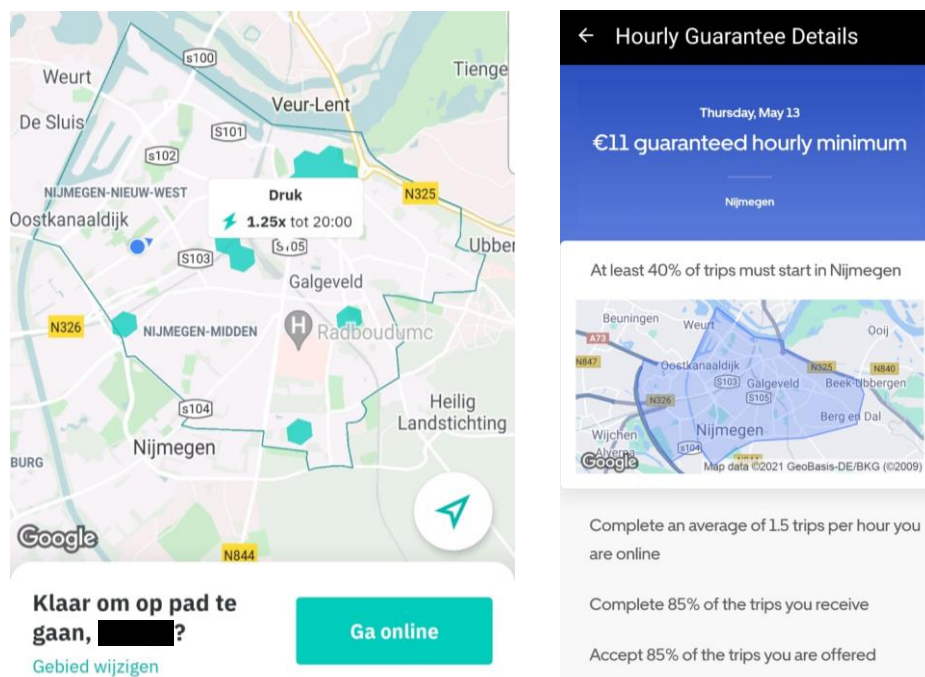 s100
Tienge
Weurt
Veur-Lent
De Sluis
S101
s102
NIJMEGEN-NIEUW-WEST
Druk
N325
1.25x tot 20:00
Oostkanaaldijk
Ubber
S103
Galgeveld
N326
NIJMEGEN-MIDDEN
H
Radboudumc
s104
Heilig
Landstichting
Nijmegen
BURG
Google
N844
Klaar om op pad te
gaan, ?
Ga online
Gebied wijzigen
Hourly Guarantee Details
Thursday, May 13
€11 guaranteed hourly minimum
Nijmegen
At least 40% of trips must start in Nijmegen
Beuningen
Weurt
Ooij
A73
N847
Oostkanaaldijk
N325
N840
S103
Galgeveld
Beek-Ubbergen
N326
S105
Berg en Dal
Wijchen
Nijmegen
s104
Alverna
Google
Map data ©2021 GeoBasis-DE/BKG (©2009)
Complete an average of 1.5 trips per hour you
are online
Complete 85% of the trips you receive
Accept 85% of the trips you are offered